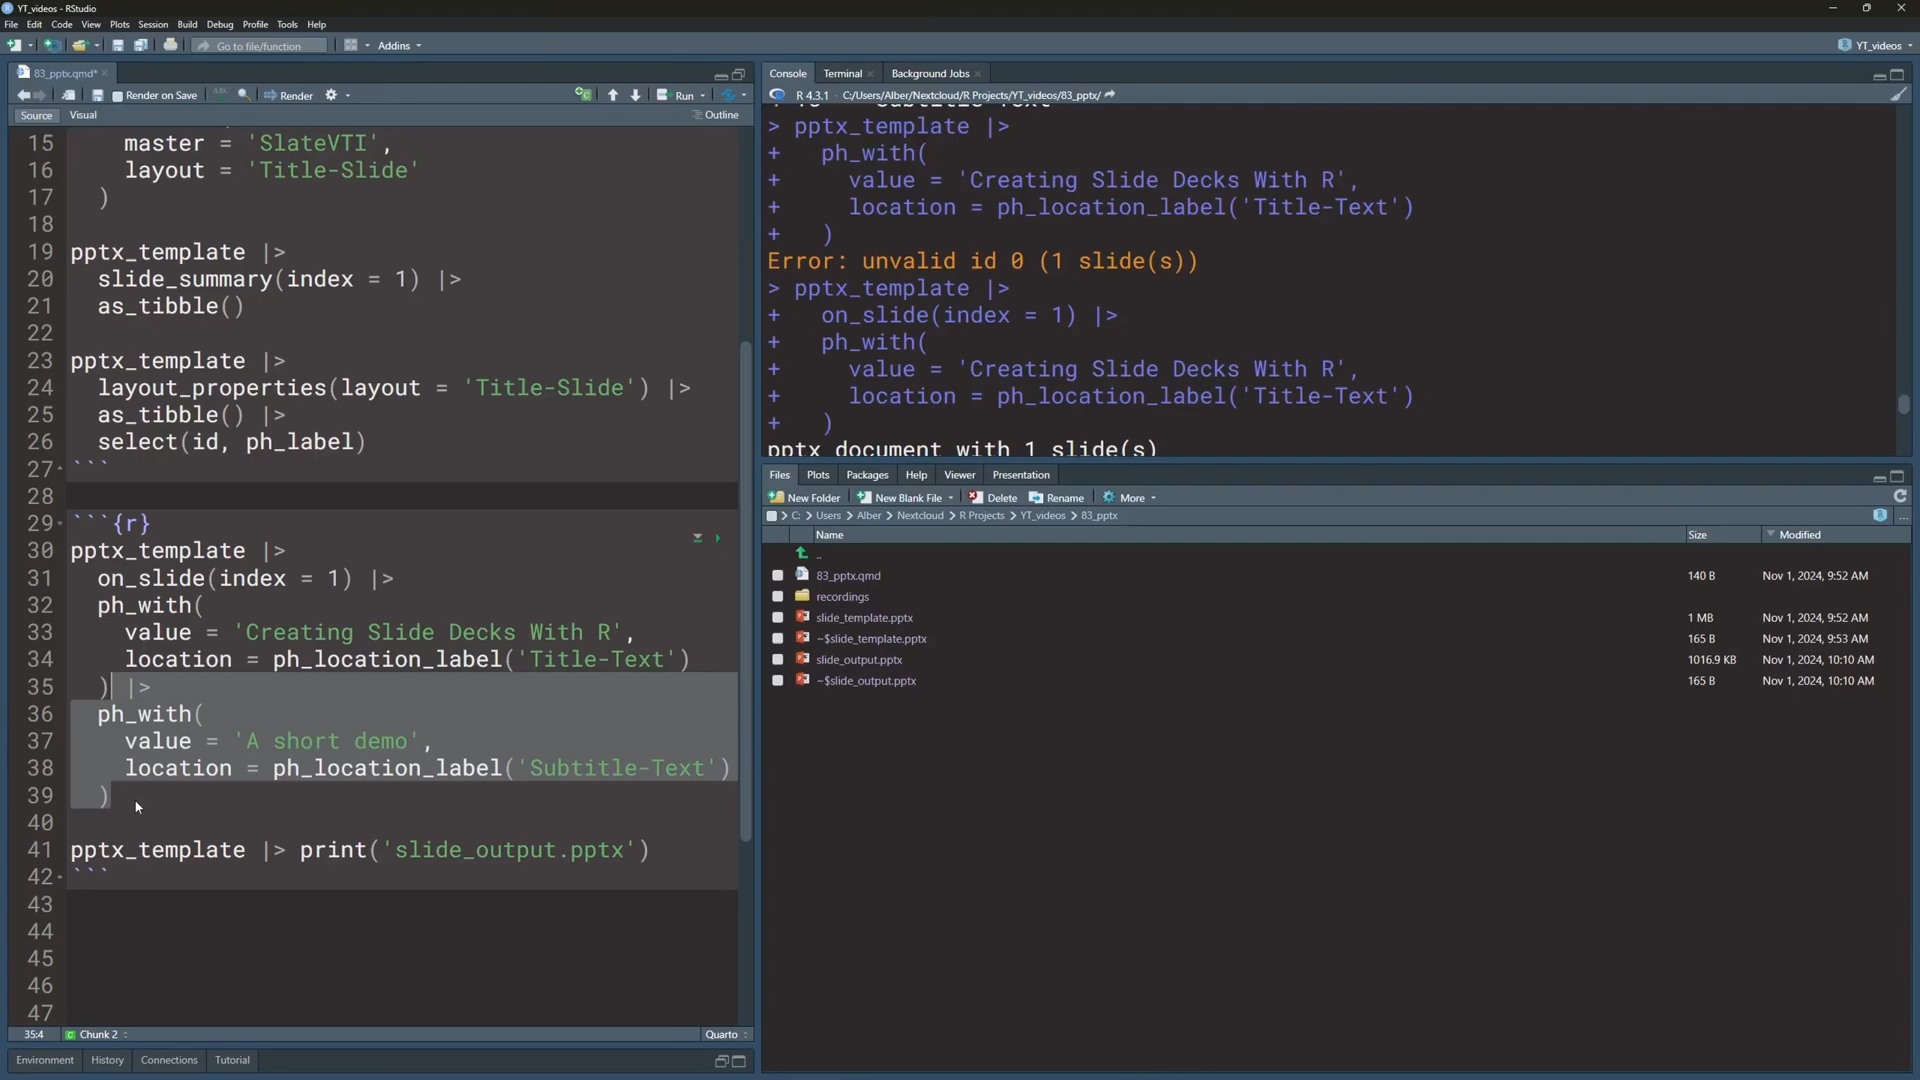 YT_videos - RStudio
File Edit Code View Plots Session Build Debug Profile Tools Help
Go to file/function Addins YT_videos
83_pptx.qmd*
Render on Save ABC Render Run
Source Visual Outline
15 master = 'SlateVTI',
16 layout = 'Title-Slide'
17 )
18
19 pptx_template |>
20 slide_summary(index = 1) |>
21 as_tibble()
22
23 pptx_template |>
24 layout_properties(layout = 'Title-Slide') |>
25 as_tibble() |>
26 select(id, ph_label)
27 ```
28
29 ```{r}
30 pptx_template |>
31 on_slide(index = 1) |>
32 ph_with(
33 value = 'Creating Slide Decks With R',
34 location = ph_location_label('Title-Text')
35 ) |>
36 ph_with(
37 value = 'A short demo',
38 location = ph_location_label('Subtitle-Text')
39 )
40
41 pptx_template |> print('slide_output.pptx')
42 ```
43
44
45
46
47
35:4 Chunk 2 Quarto
Environment History Connections Tutorial
Console Terminal Background Jobs
R 4.3.1 · C:/Users/Alber/Nextcloud/R Projects/YT_videos/83_pptx/
> pptx_template |>
+ ph_with(
+ value = 'Creating Slide Decks With R',
+ location = ph_location_label('Title-Text')
+ )
Error: unvalid id 0 (1 slide(s))
> pptx_template |>
+ on_slide(index = 1) |>
+ ph_with(
+ value = 'Creating Slide Decks With R',
+ location = ph_location_label('Title-Text')
+ )
pptx document with 1 slide(s)
Files Plots Packages Help Viewer Presentation
New Folder New Blank File Delete Rename More
C: > Users > Alber > Nextcloud > R Projects > YT_videos > 83_pptx
Name Size Modified
..
83_pptx.qmd 140 B Nov 1, 2024, 9:52 AM
recordings
slide_template.pptx 1 MB Nov 1, 2024, 9:52 AM
~$slide_template.pptx 165 B Nov 1, 2024, 9:53 AM
slide_output.pptx 1016.9 KB Nov 1, 2024, 10:10 AM
~$slide_output.pptx 165 B Nov 1, 2024, 10:10 AM